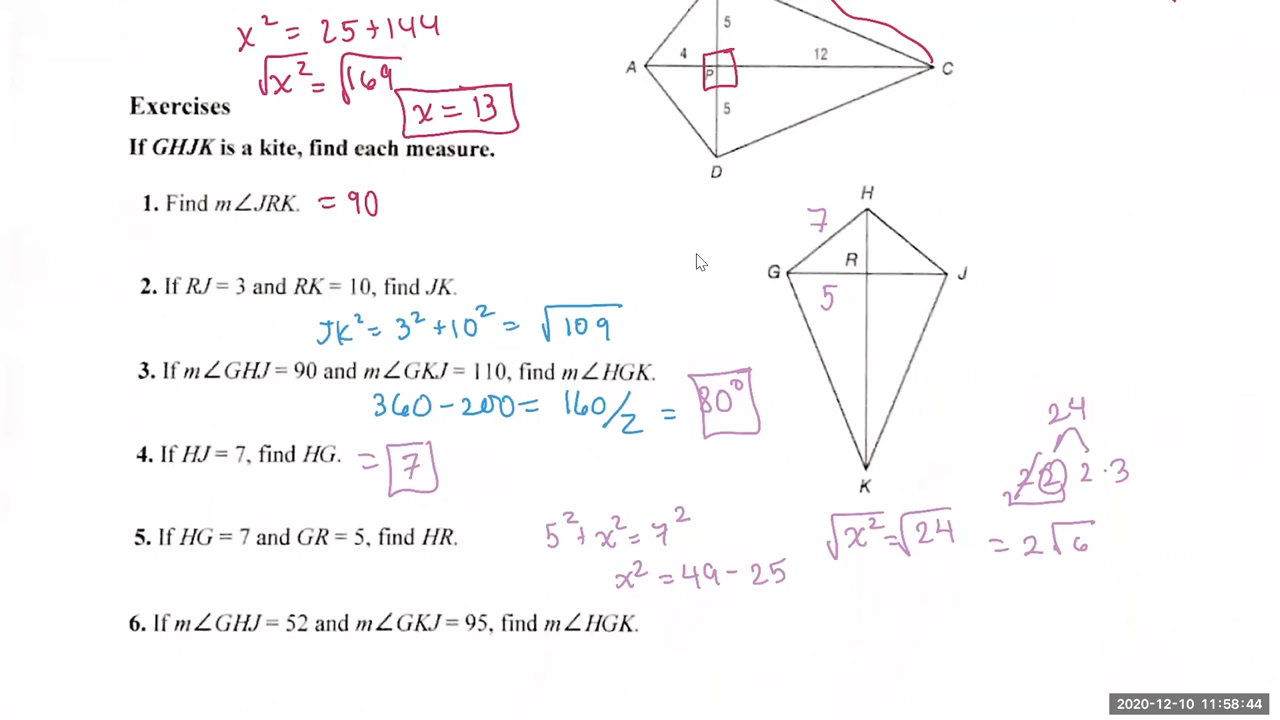 x² = 25 + 144
5
√x² = √169
4
12
A
P
C
x = 13
Exercises
5
If GHJK is a kite, find each measure.
D
1. Find m∠JRK. = 90
H
7
R
G
J
2. If RJ = 3 and RK = 10, find JK.
5
JK² = 3² + 10² = √109
3. If m∠GHJ = 90 and m∠GKJ = 110, find m∠HGK.
360 - 200 = 160/2 = 80°
24
4. If HJ = 7, find HG. = 7
2 2 2·3
2
K
5. If HG = 7 and GR = 5, find HR.
5² + x² = 7²
√x² = √24 = 2√6
x² = 49 - 25
6. If m∠GHJ = 52 and m∠GKJ = 95, find m∠HGK.
2020-12-10 11:58:44